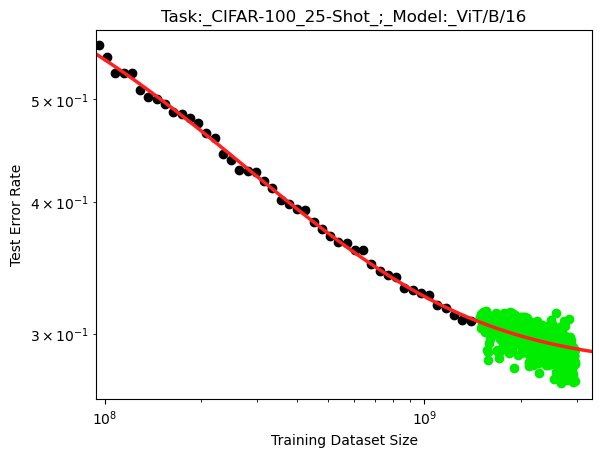 Task:_CIFAR-100_25-Shot_;_Model:_ViT/B/16
5 × 10⁻¹
4 × 10⁻¹
3 × 10⁻¹
Test Error Rate
10⁸
10⁹
Training Dataset Size